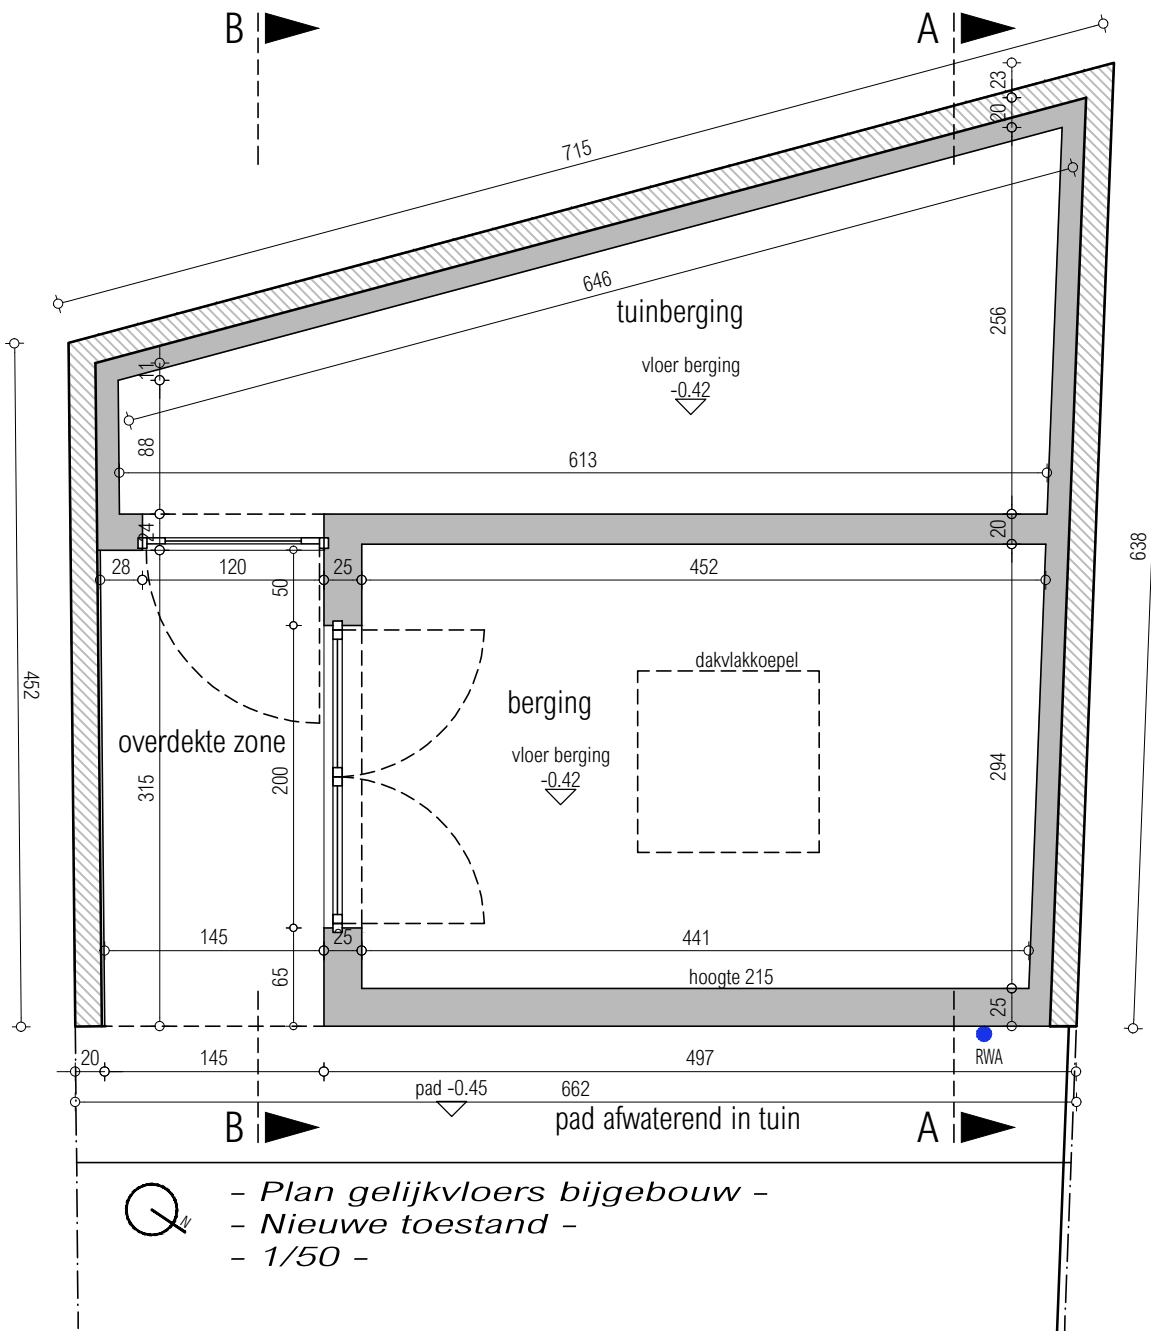 B
A
23
20
715
646
tuinberging
256
vloer berging
-0.42
11
88
613
24
20
28
120
25
452
50
839
452
dakvlakkoepel
berging
overdekte zone
vloer berging
-0.42
315
200
294
145
25
441
65
hoogte 215
25
RWA
20
145
497
pad -0.45
662
B
pad afwaterend in tuin
A
N
- Plan gelijkvloers bijgebouw -
- Nieuwe toestand -
- 1/50 -